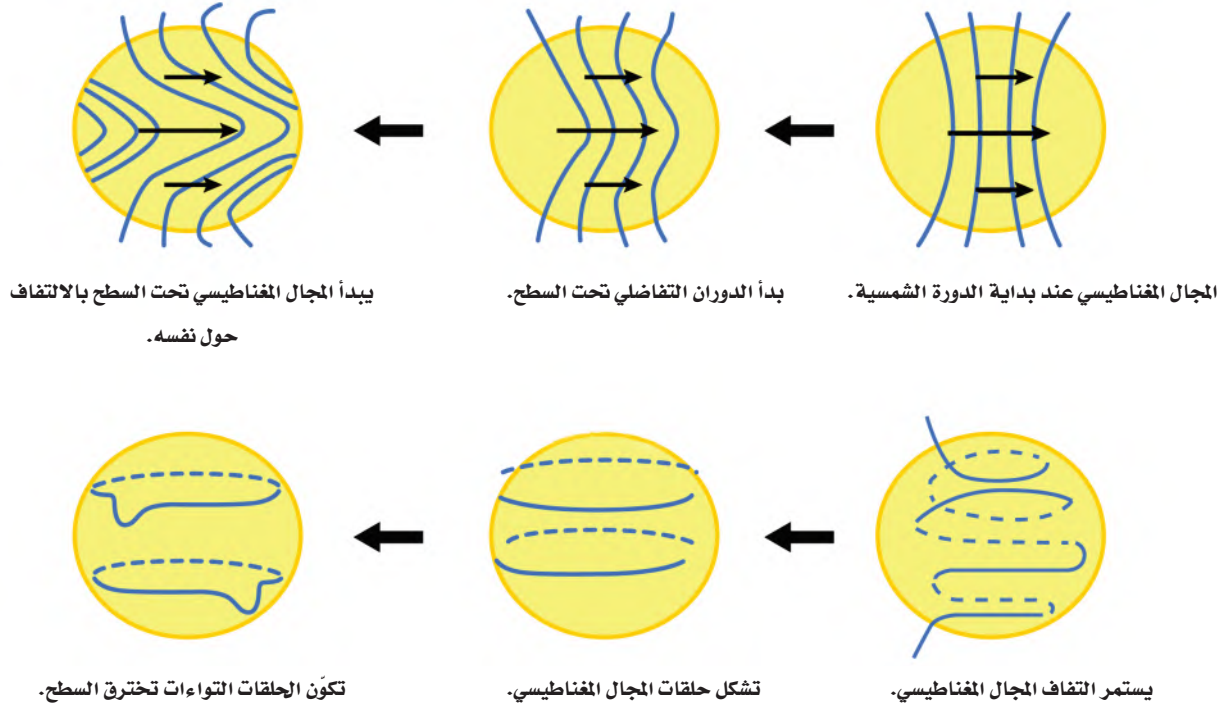 المجال المغناطيسي عند بداية الدورة الشمسية.
بدأ الدوران التفاضلي تحت السطح.
يبدأ المجال المغناطيسي تحت السطح بالالتفاف
حول نفسه.
يستمر التفاف المجال المغناطيسي.
تشكل حلقات المجال المغناطيسي.
تكوّن الحلقات التواءات تخترق السطح.